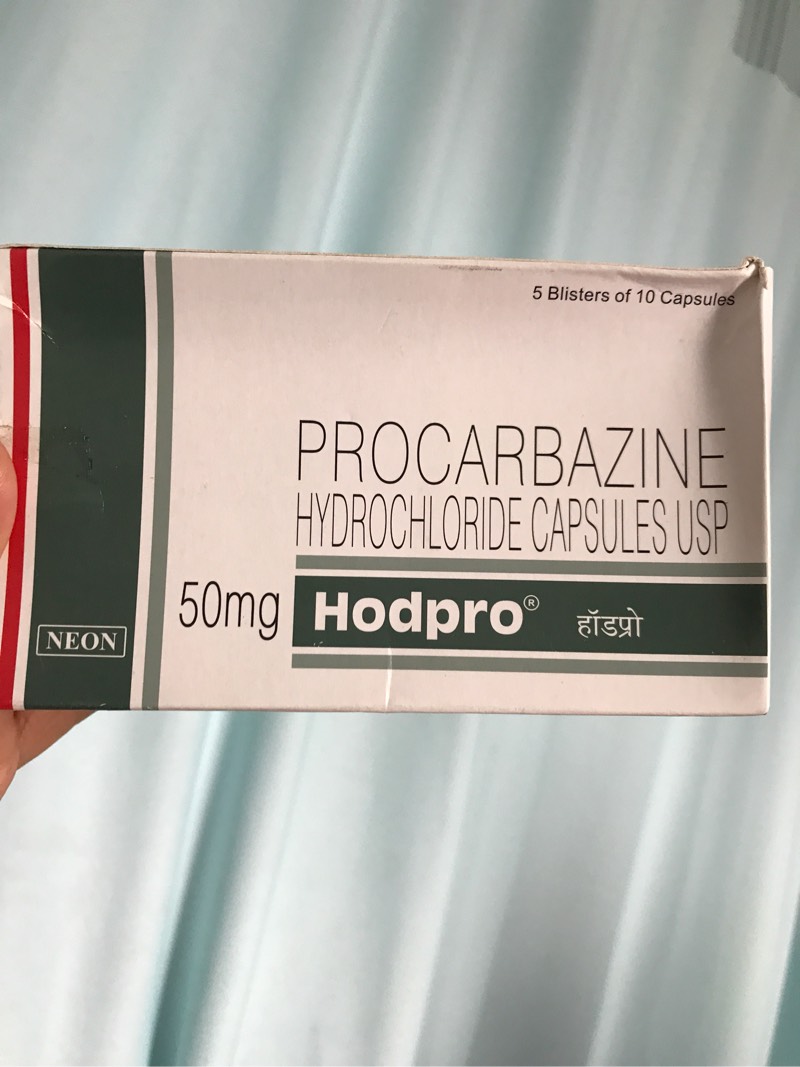 5 Blisters of 10 Capsules
PROCARBAZINE
HYDROCHLORIDE CAPSULES USP
50mg Hodpro® हॉडप्रो
NEON